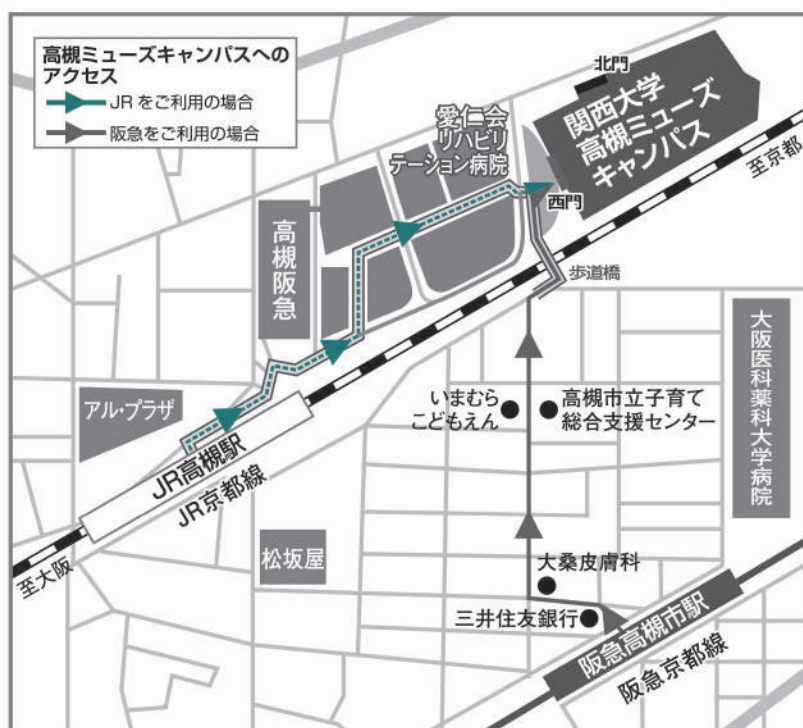 高槻ミューズキャンパスへの
アクセス
JRをご利用の場合
阪急をご利用の場合
北門
関西大学
高槻ミューズ
キャンパス
愛仁会
リハビリ
テーション病院
至京都
西門
高槻阪急
歩道橋
大阪医科薬科大学病院
アル・プラザ
いまむら
こどもえん
高槻市立子育て
総合支援センター
JR高槻駅
JR京都線
松坂屋
至大阪
大桑皮膚科
三井住友銀行
阪急高槻市駅
阪急京都線